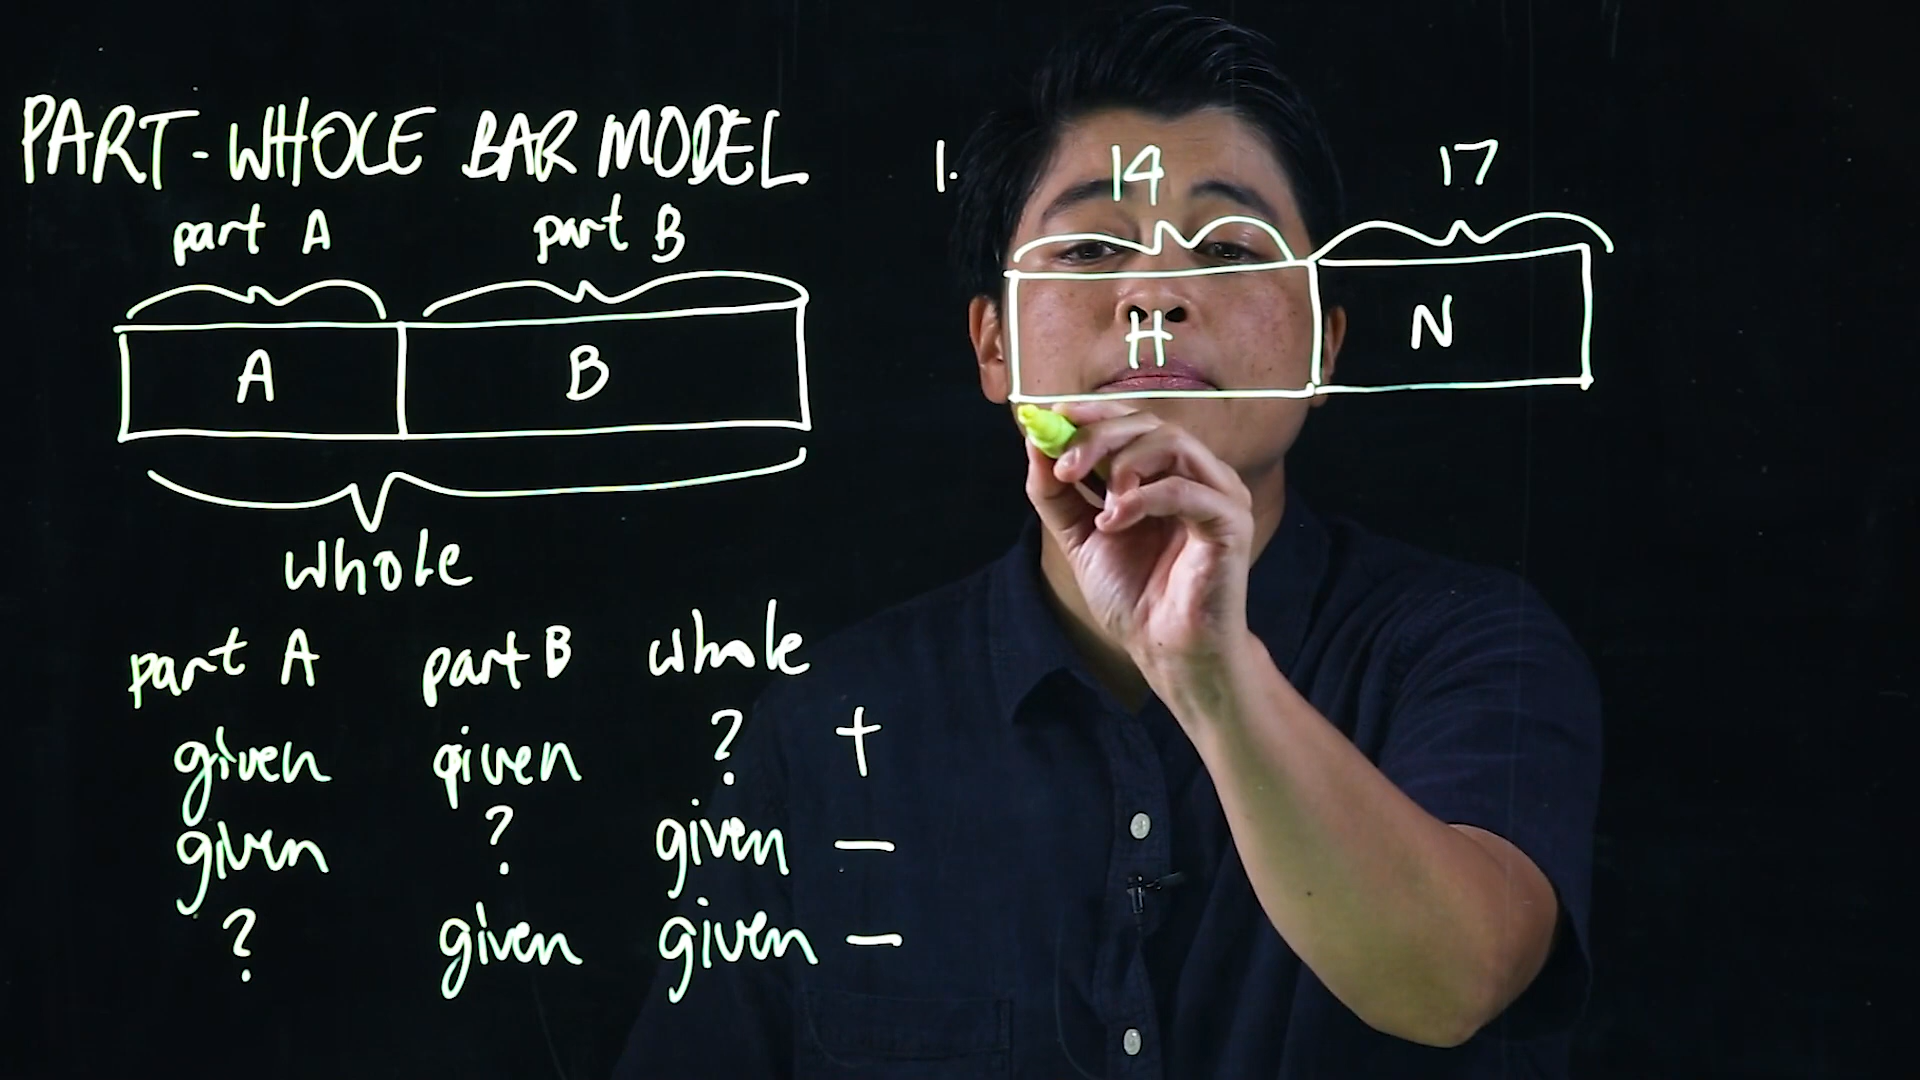 PART-WHOLE BAR MODEL
part A part B
A B
whole
part A part B whole
given given ? +
given ? given -
? given given -
1. 14 17
H N